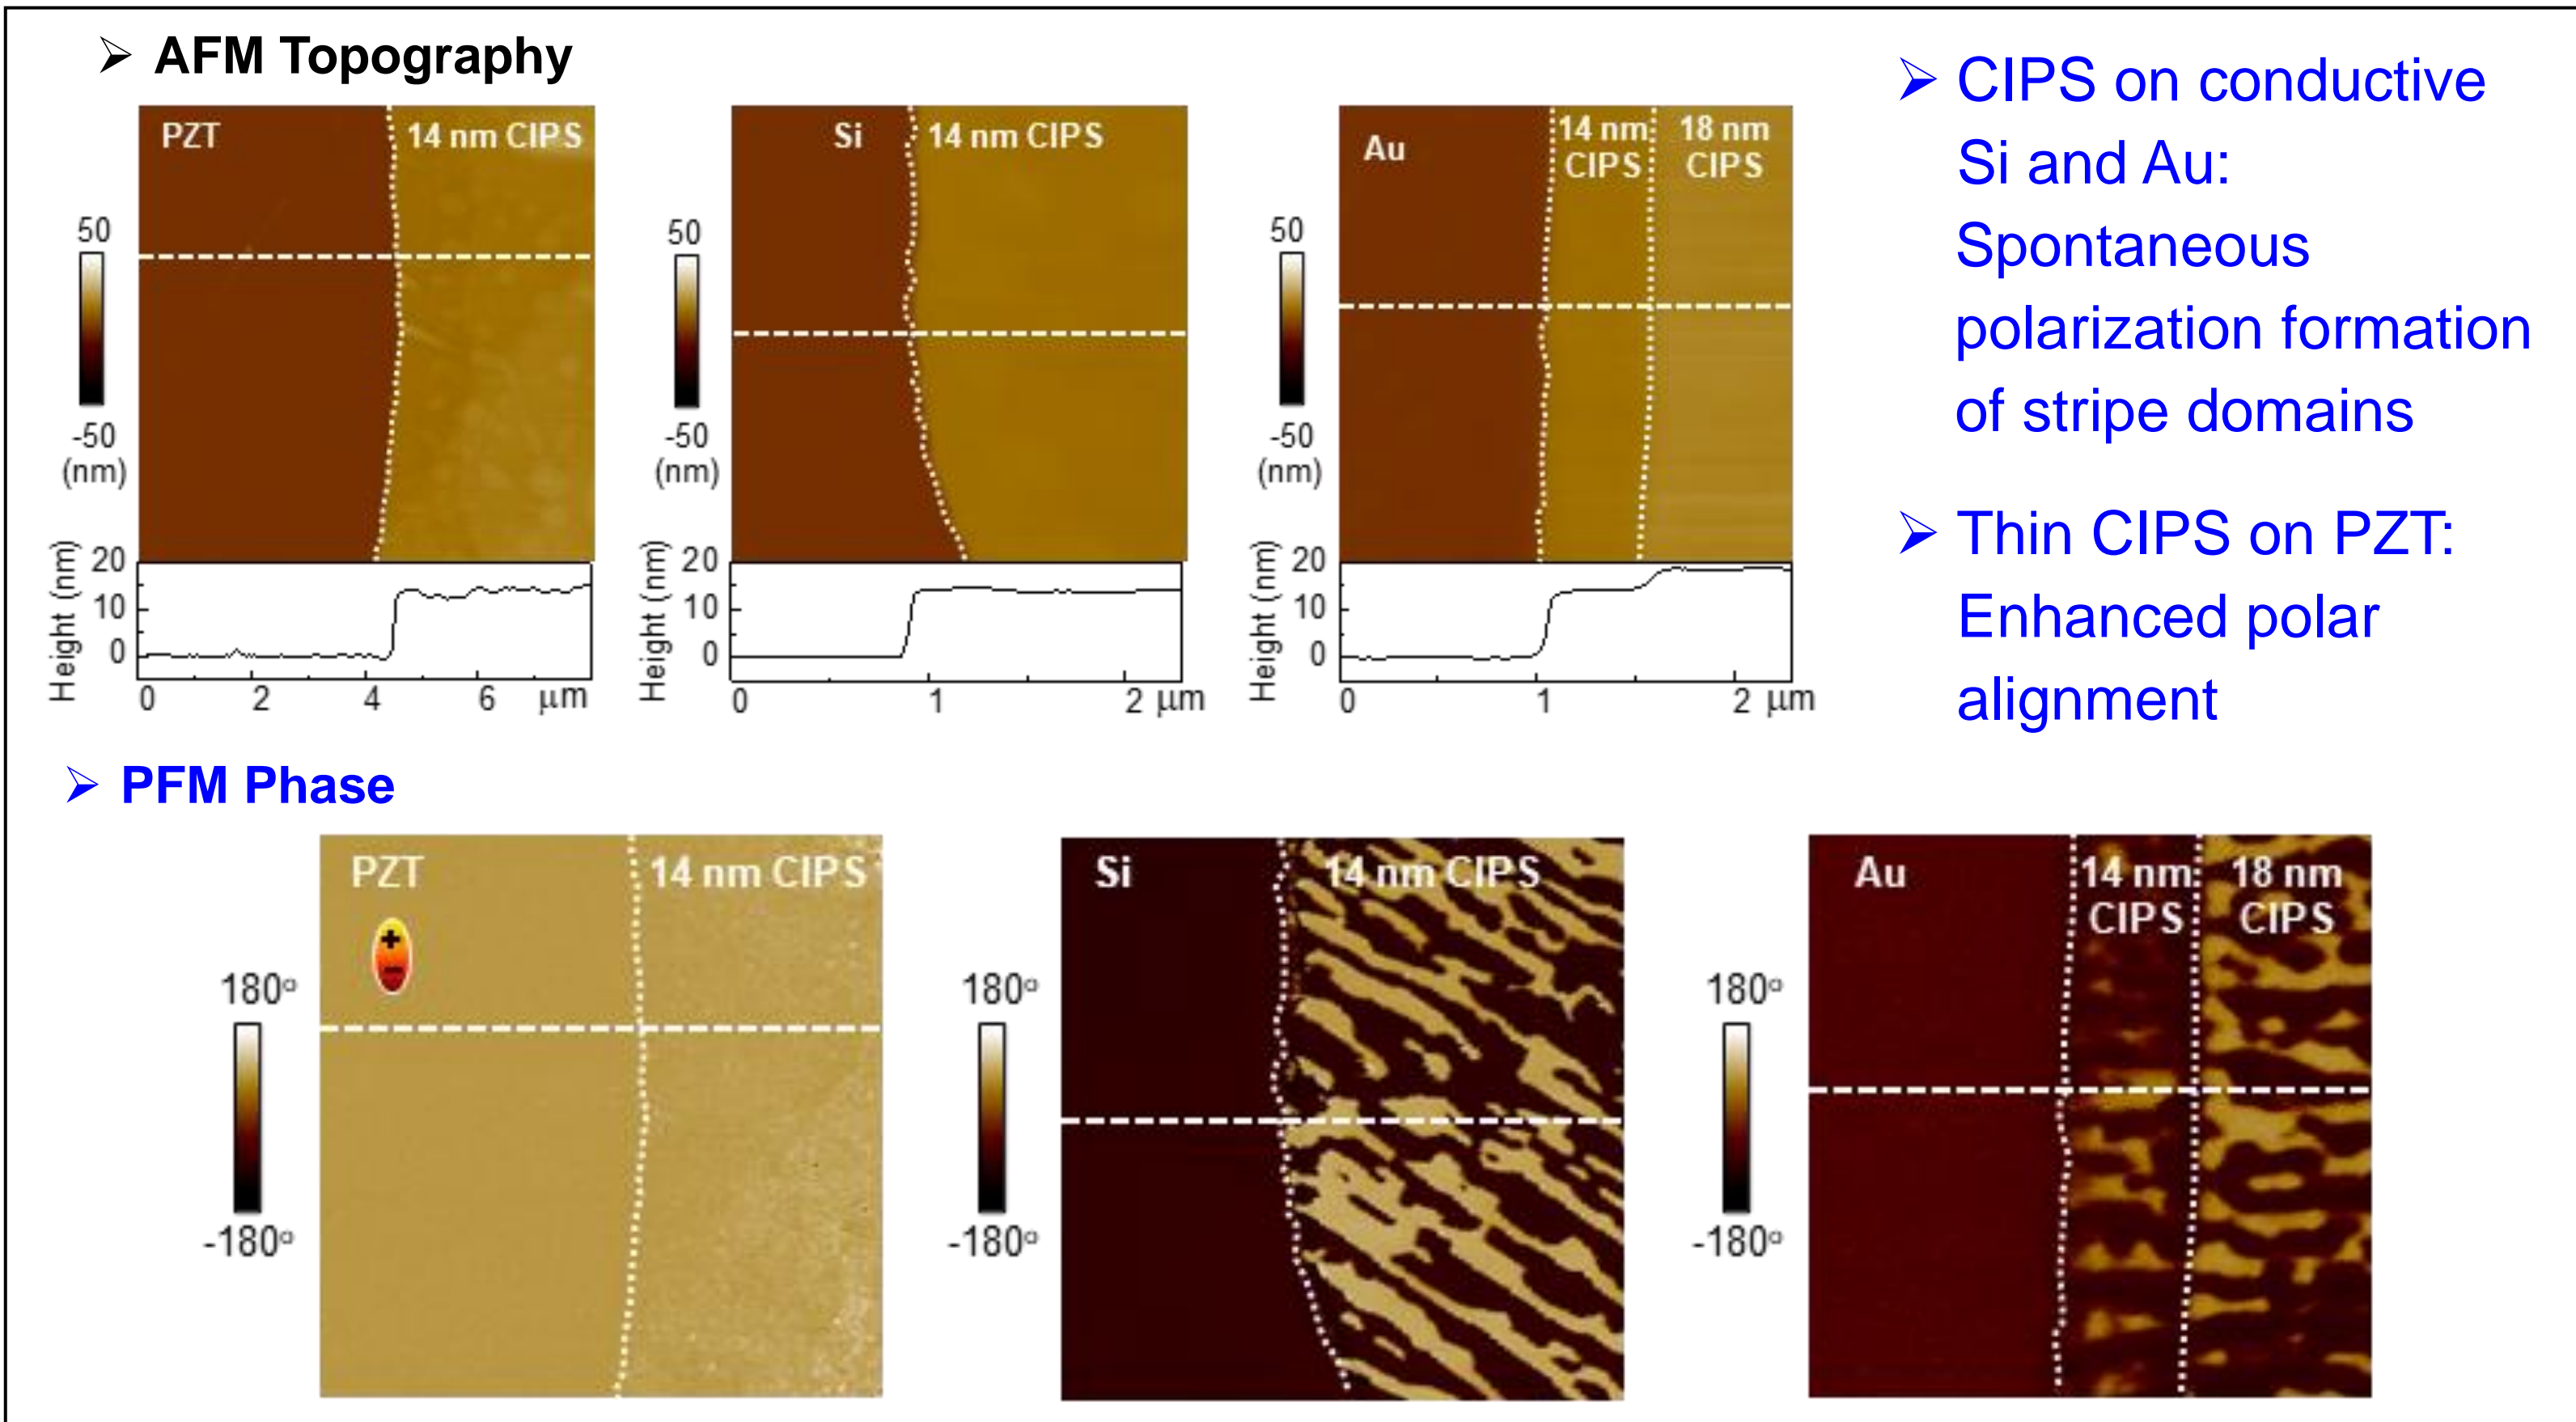 ➢ AFM Topography
PZT
14 nm CIPS
50
-50
(nm)
Height (nm)
20
10
0
0 2 4 6 μm
Si
14 nm CIPS
50
-50
(nm)
Height (nm)
20
10
0
0 1 2 μm
Au
14 nm
CIPS
18 nm
CIPS
50
-50
(nm)
Height (nm)
20
10
0
0 1 2 μm
➢ CIPS on conductive
Si and Au:
Spontaneous
polarization formation
of stripe domains
➢ Thin CIPS on PZT:
Enhanced polar
alignment
➢ PFM Phase
PZT
14 nm CIPS
+
−
180°
-180°
Si
14 nm CIPS
180°
-180°
Au
14 nm
CIPS
18 nm
CIPS
180°
-180°